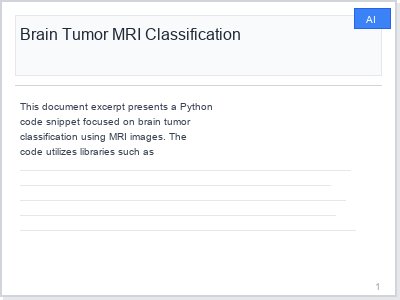 AI
Brain Tumor MRI Classification
This document excerpt presents a Python
code snippet focused on brain tumor
classification using MRI images. The
code utilizes libraries such as
1